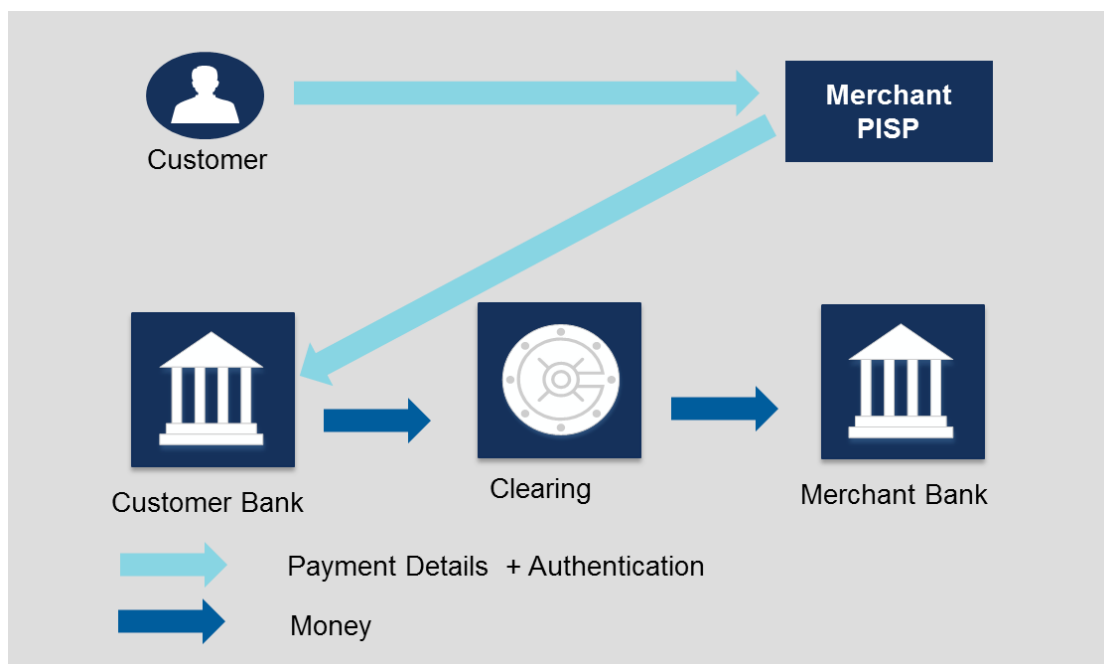 Merchant
PISP
Customer
Customer Bank
Clearing
Merchant Bank
Payment Details + Authentication
Money